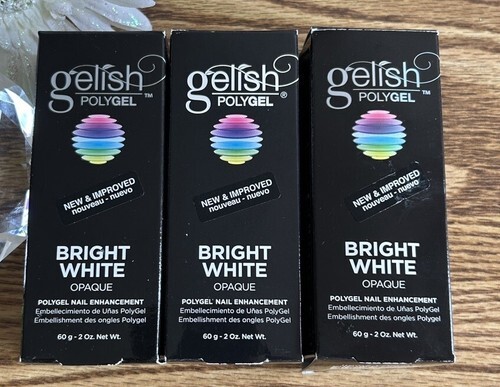 gelish
POLYGEL™
NEW & IMPROVED
nouveau - nuevo
BRIGHT
WHITE
OPAQUE
POLYGEL NAIL ENHANCEMENT
Embellecimiento de Uñas PolyGel
Embellishment des ongles PolyGel
60 g - 2 Oz. Net Wt.
gelish
POLYGEL®
NEW & IMPROVED
nouveau - nuevo
BRIGHT
WHITE
OPAQUE
POLYGEL® NAIL ENHANCEMENT
Embellecimiento de Uñas PolyGel
Embellishment des ongles PolyGel
60 g - 2 Oz. Net Wt.
gelish
POLYGEL™
NEW & IMPROVED
nouveau - nuevo
BRIGHT
WHITE
OPAQUE
POLYGEL NAIL ENHANCEMENT
Embellecimiento de Uñas PolyGel
Embellishment des ongles PolyGel
60 g - 2 Oz. Net Wt.